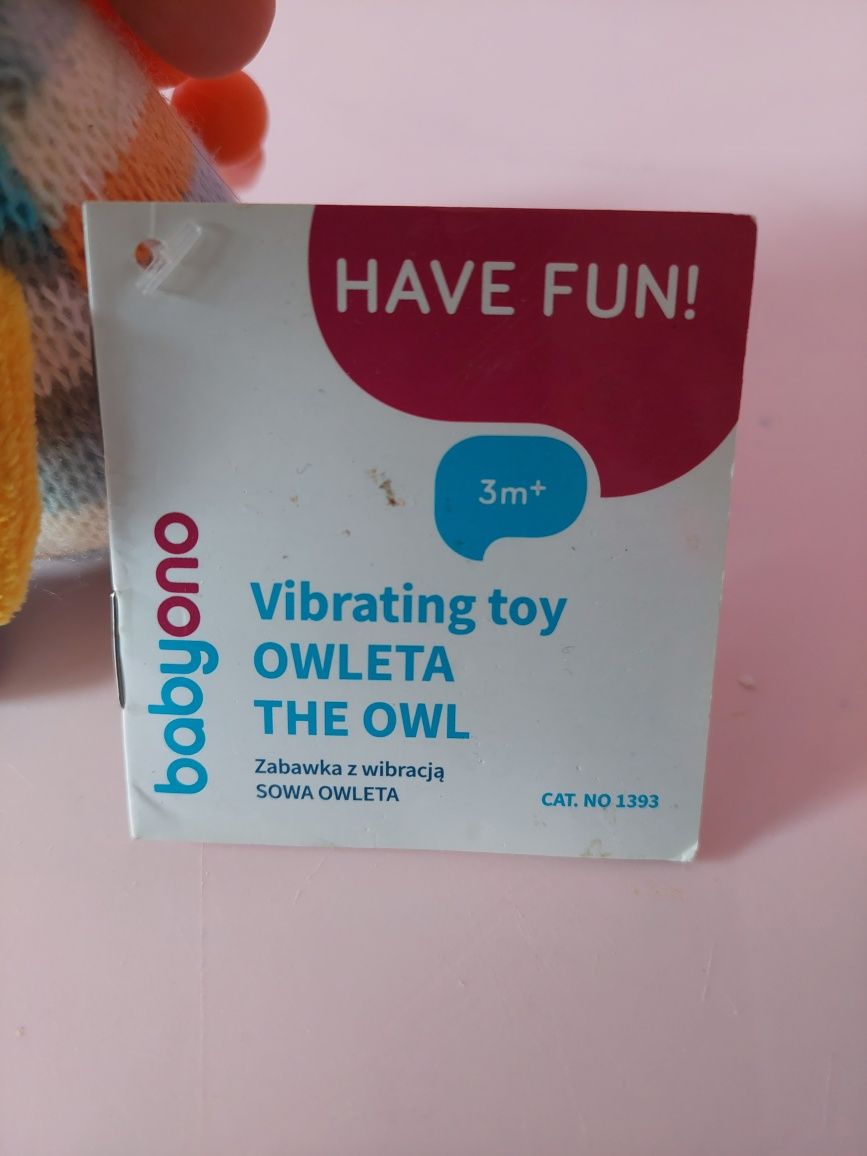 HAVE FUN!
3m+
babyono
Vibrating toy
OWLETA
THE OWL
Zabawka z wibracją
SOWA OWLETA
CAT. NO 1393